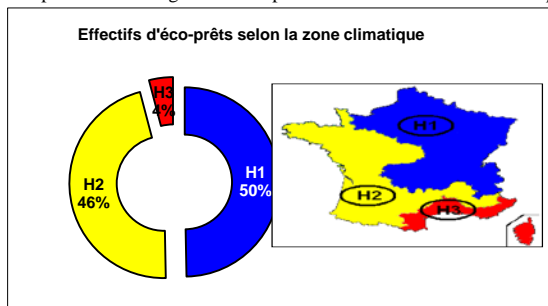 Effectifs d'éco-prêts selon la zone climatique
H3
4%
H2
46%
H1
50%
H1
H2
H3